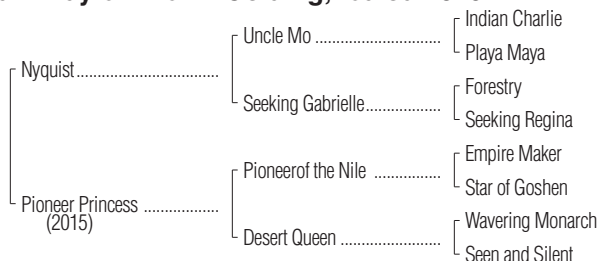 Indian Charlie
Uncle Mo
Playa Maya
Nyquist
Forestry
Seeking Gabrielle
Seeking Regina
Empire Maker
Pioneerof the Nile
Star of Goshen
Pioneer Princess
(2015)
Wavering Monarch
Desert Queen
Seen and Silent